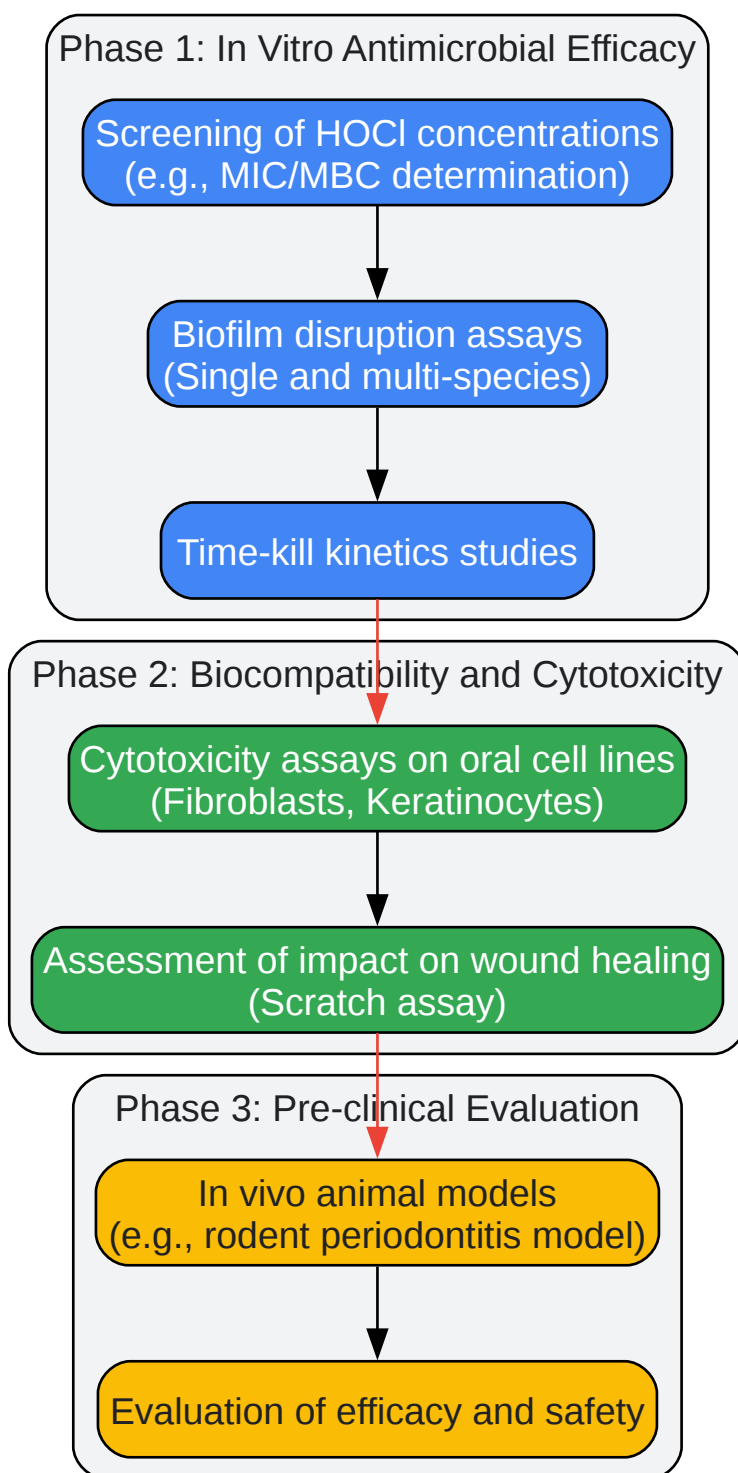 Phase 1: In Vitro Antimicrobial Efficacy
Screening of HOCl concentrations
(e.g., MIC/MBC determination)
Biofilm disruption assays
(Single and multi-species)
Time-kill kinetics studies
Phase 2: Biocompatibility and Cytotoxicity
Cytotoxicity assays on oral cell lines
(Fibroblasts, Keratinocytes)
Assessment of impact on wound healing
(Scratch assay)
Phase 3: Pre-clinical Evaluation
In vivo animal models
(e.g., rodent periodontitis model)
Evaluation of efficacy and safety